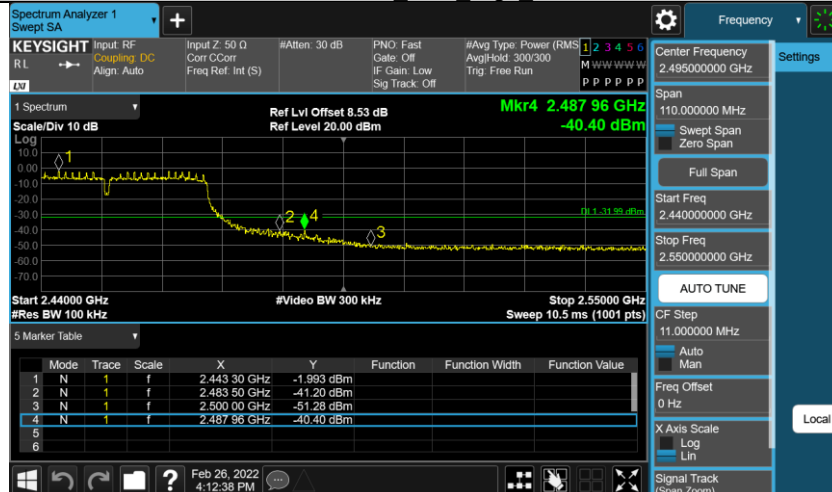 Spectrum Analyzer 1
Swept SA
+
Frequency
KEYSIGHT
RL
LXI
Input: RF
Coupling: DC
Align: Auto
Input Z: 50 Ω
Corr CCorr
Freq Ref: Int (S)
#Atten: 30 dB
PNO: Fast
Gate: Off
IF Gain: Low
Sig Track: Off
#Avg Type: Power (RMS
Avg|Hold: 300/300
Trig: Free Run
1 2 3 4 5 6
M W W W W W
P P P P P P
1 Spectrum
Scale/Div 10 dB
Log
Ref Lvl Offset 8.53 dB
Ref Level 20.00 dBm
Mkr4 2.487 96 GHz
-40.40 dBm
10.0
0.00
-10.0
-20.0
-30.0
-40.0
-50.0
-60.0
-70.0
1
2
4
3
DL1 -31.99 dBm
Start 2.44000 GHz
#Res BW 100 kHz
#Video BW 300 kHz
Stop 2.55000 GHz
Sweep 10.5 ms (1001 pts)
5 Marker Table
Mode Trace Scale X Y Function Function Width Function Value
1 N 1 f 2.443 30 GHz -1.993 dBm
2 N 1 f 2.483 50 GHz -41.20 dBm
3 N 1 f 2.500 00 GHz -51.28 dBm
4 N 1 f 2.487 96 GHz -40.40 dBm
5
6
?
Feb 26, 2022
4:12:38 PM
Center Frequency
2.495000000 GHz
Span
110.000000 MHz
Swept Span
Zero Span
Full Span
Start Freq
2.440000000 GHz
Stop Freq
2.550000000 GHz
AUTO TUNE
CF Step
11.000000 MHz
Auto
Man
Freq Offset
0 Hz
X Axis Scale
Log
Lin
Signal Track
(Span Zoom)
Settings
Local